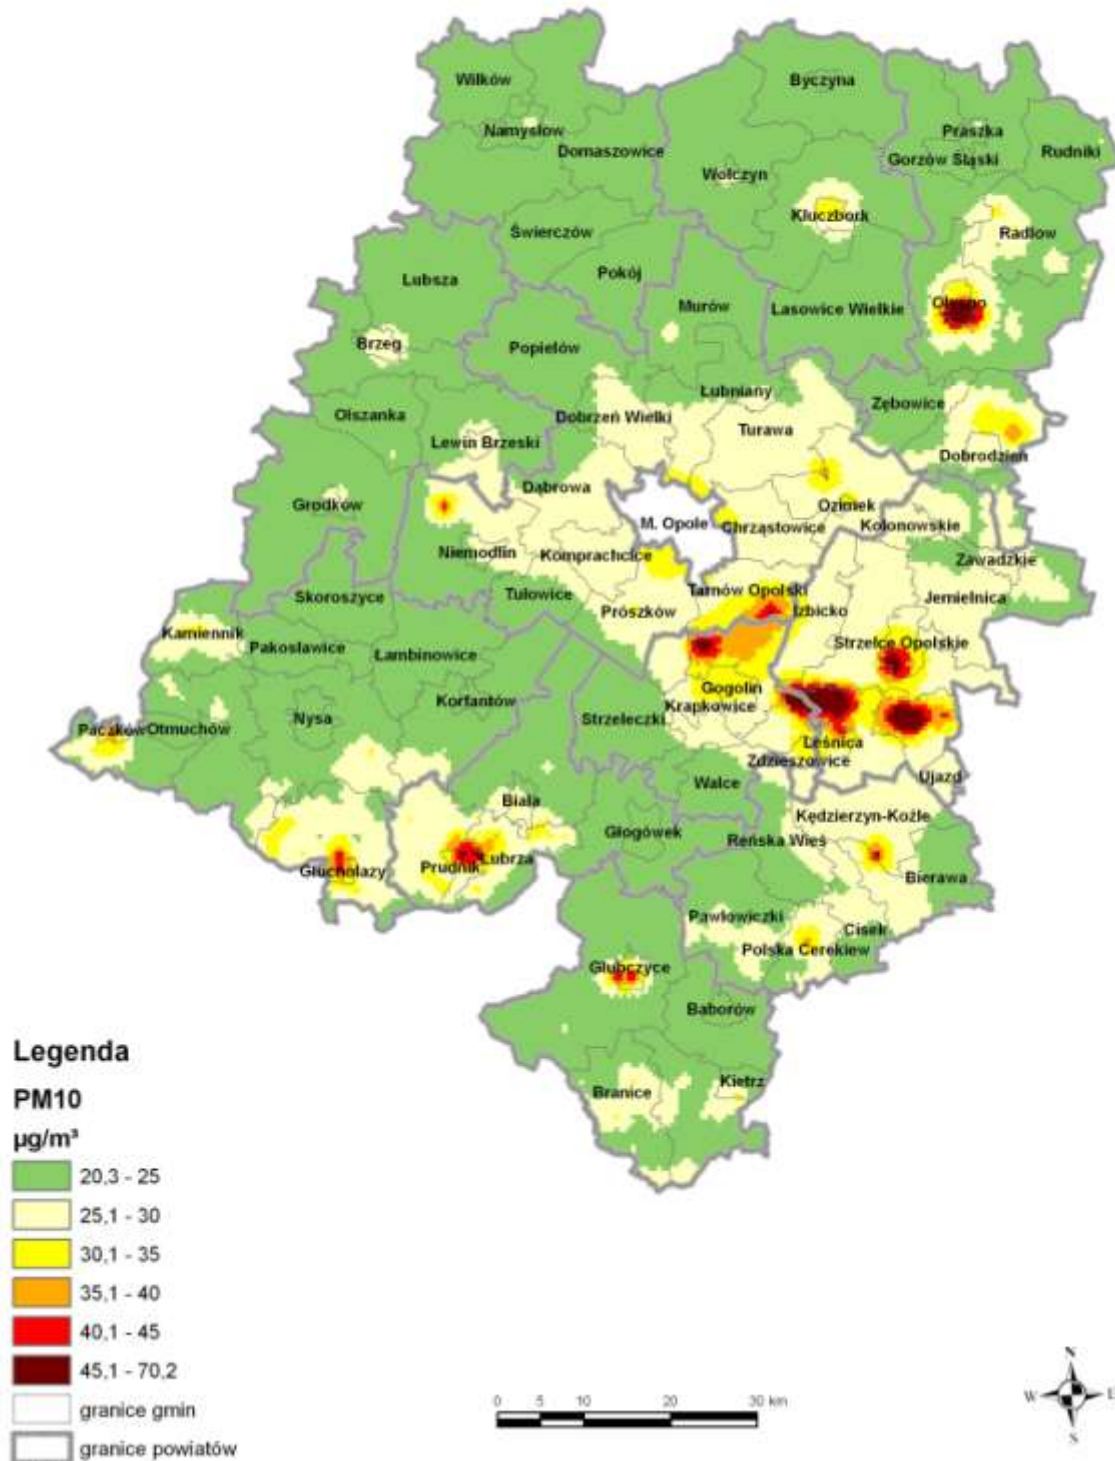 Wilków
Byczyna
Namysłow
Praszka
Domaszowice
Rudniki
Gorzów Śląski
Wołczyn
Kluczbork
Radłow
Świerczów
Lubsza
Pokój
Olesno
Murów
Lasowice Wielkie
Brzeg
Popielów
Łubniany
Zębowice
Olszanka
Dobrzeń Wielki
Turawa
Lewin Brzeski
Dobrodzień
Dąbrowa
Grodków
Ozimek
M. Opole
Chrząstowice
Kolonowskie
Niemodlin
Komprachcice
Zawadzkie
Tarnów Opolski
Skoroszyce
Tułowice
Jemielnica
Prószków
Izbicko
Kamiennik
Strzelce Opolskie
Pakosławice
Łambinowice
Gogolin
Korfantów
Krapkowice
Nysa
Strzeleczki
Paczków
Otmuchów
Leśnica
Zdzieszowice
Ujazd
Walce
Biała
Kędzierzyn-Koźle
Głogówek
Reńska Wieś
Lubrza
Prudnik
Głuchołazy
Bierawa
Pawłowiczki
Cisek
Polska Cerekiew
Głubczyce
Baborów
Kietrz
Branice
Legenda
PM10
µg/m³
20,3 - 25
25,1 - 30
30,1 - 35
35,1 - 40
40,1 - 45
45,1 - 70,2
granice gmin
granice powiatów
0 5 10 20 30 km
N
W E
S